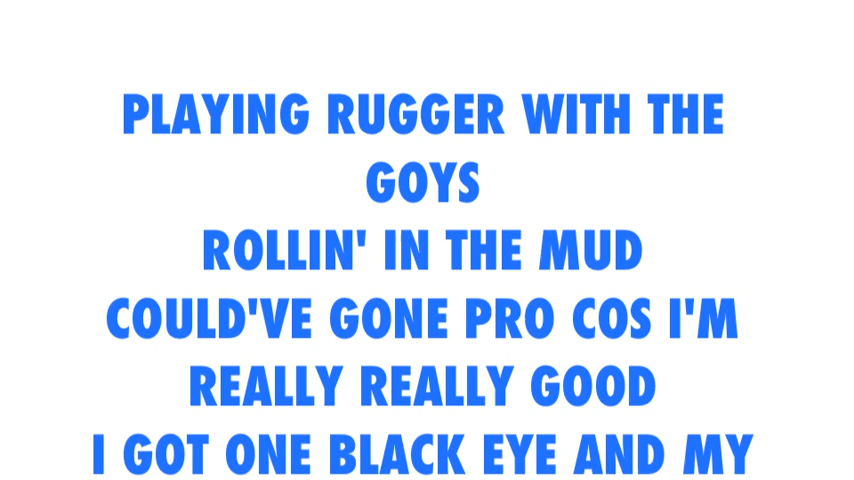 PLAYING RUGGER WITH THE
GOYS
ROLLIN' IN THE MUD
COULD'VE GONE PRO COS I'M
REALLY REALLY GOOD
I GOT ONE BLACK EYE AND MY